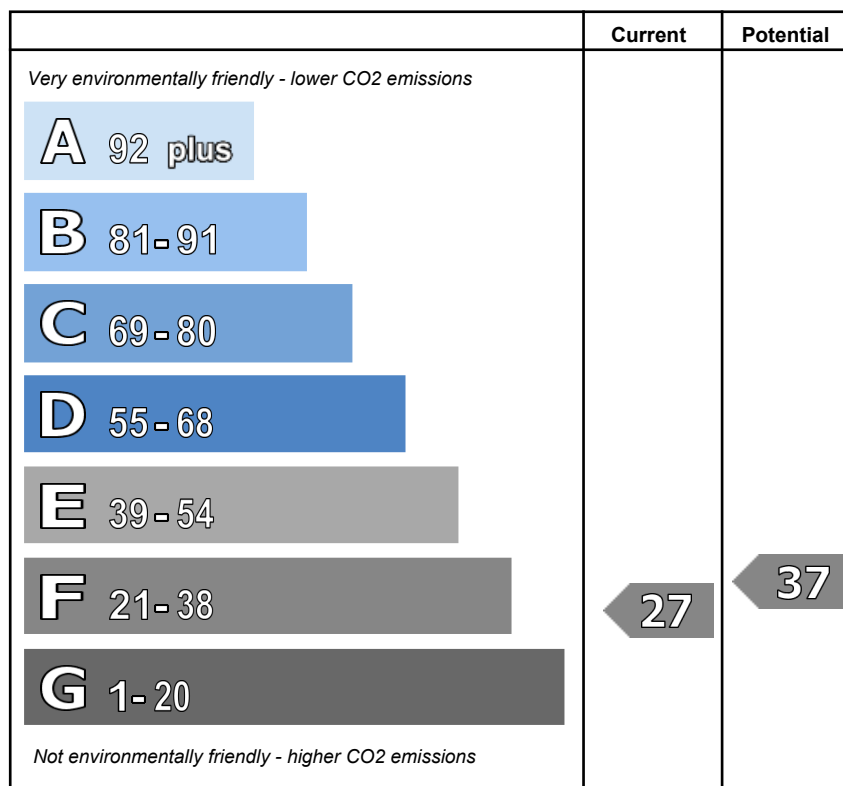 Current Potential
Very environmentally friendly - lower CO2 emissions
A 92 plus
B 81-91
C 69-80
D 55-68
E 39-54
F 21-38
27
37
G 1-20
Not environmentally friendly - higher CO2 emissions